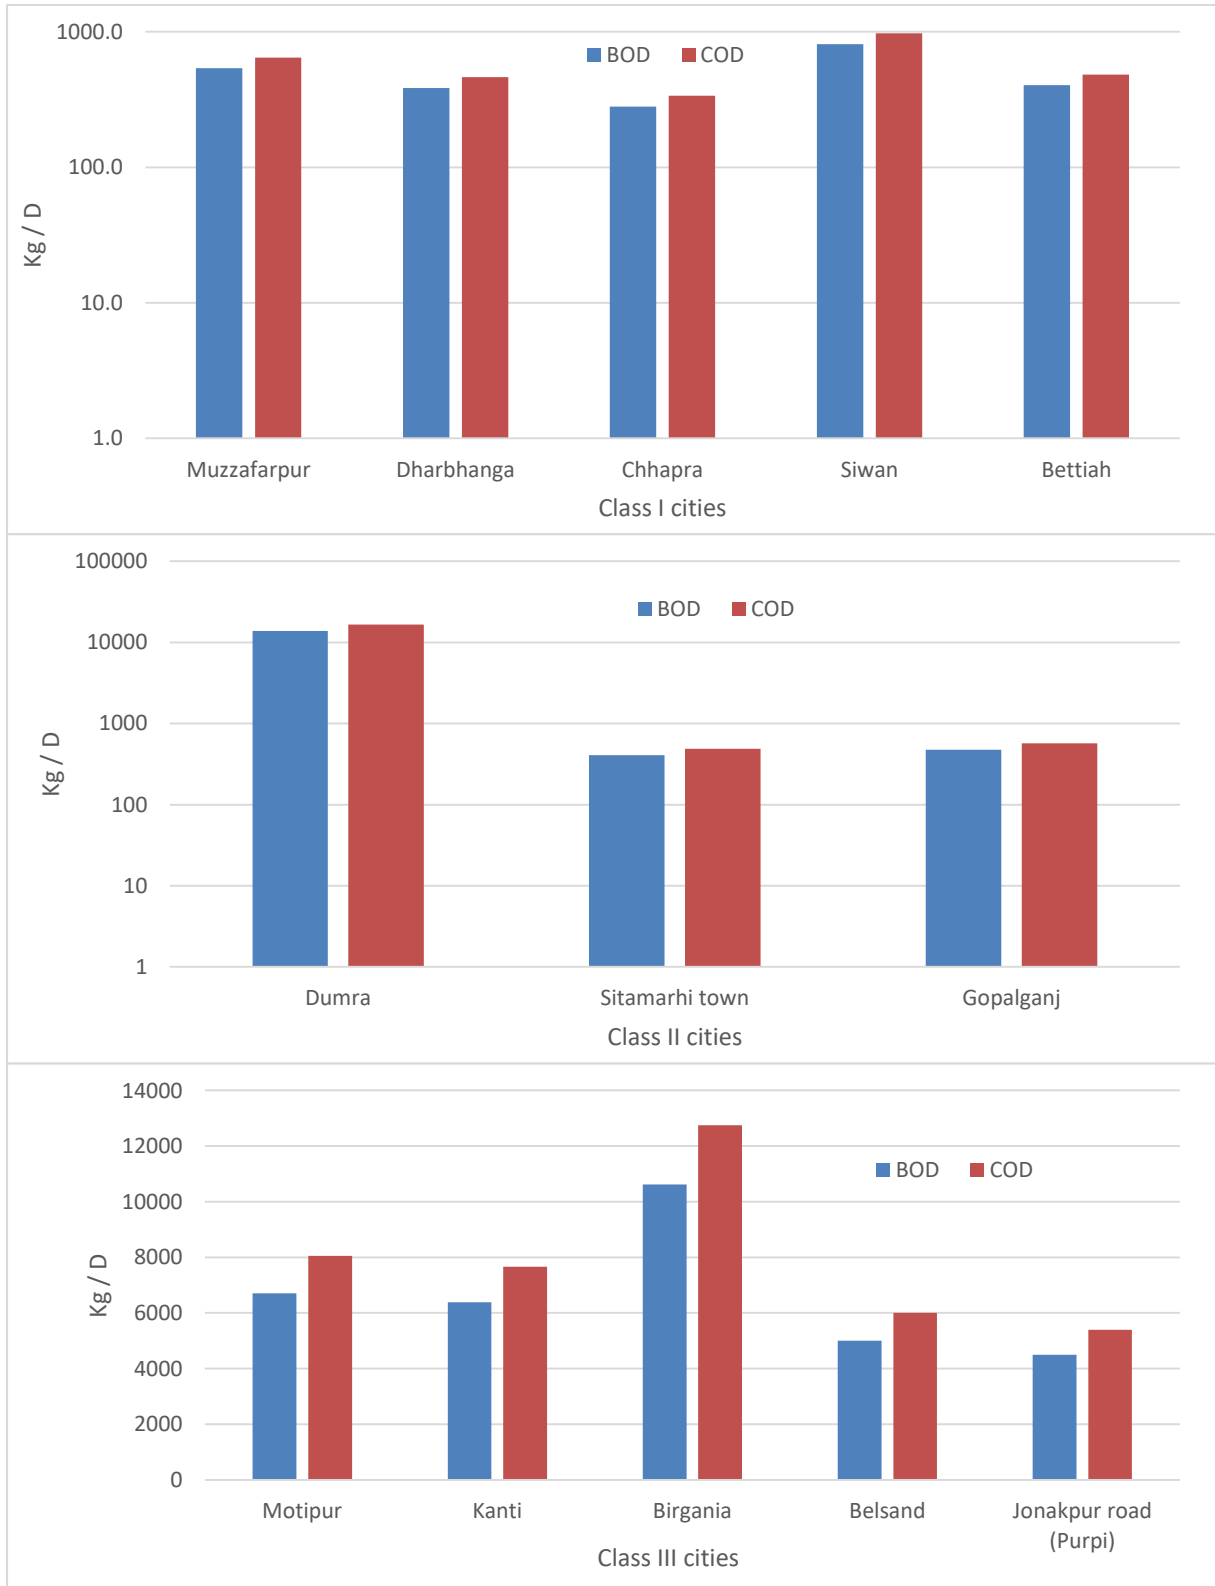 1000.0
BOD COD
100.0
Kg / D
10.0
1.0
Muzzafarpur Dharbhanga Chhapra Siwan Bettiah
Class I cities
100000
BOD COD
10000
1000
Kg / D
100
10
1
Dumra Sitamarhi town Gopalganj
Class II cities
14000
12000
BOD COD
10000
8000
Kg / D
6000
4000
2000
0
Motipur Kanti Birgania Belsand Jonakpur road
(Purpi)
Class III cities